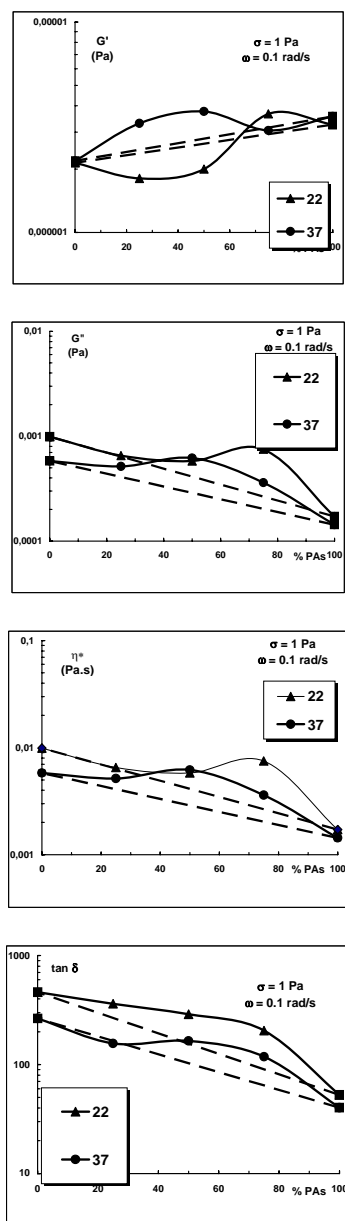 0,00001
G'
(Pa)
σ = 1 Pa
ω = 0.1 rad/s
22
37
0,000001
0 20 40 60 80 100
% PAs
0,01
G"
(Pa)
σ = 1 Pa
ω = 0.1 rad/s
22
37
0,001
0,0001
0 20 40 60 80 100
% PAs
0,1
η*
(Pa.s)
σ = 1 Pa
ω = 0.1 rad/s
22
37
0,01
0,001
0 20 40 60 80 100
% PAs
1000
tan δ
σ = 1 Pa
ω = 0.1 rad/s
100
22
37
10
0 20 40 60 80 100
% PAs